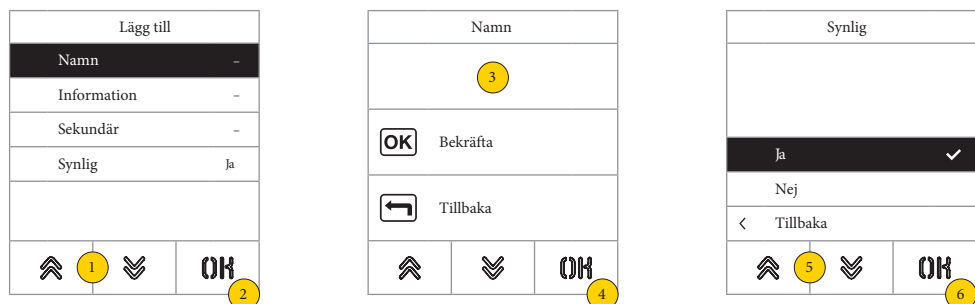 Lägg till
Namn –
Information –
Sekundär –
Synlig Ja
1
OK
2
Namn
3
OK Bekräfta
Tillbaka
OK
4
Synlig
Ja
Nej
Tillbaka
5
OK
6